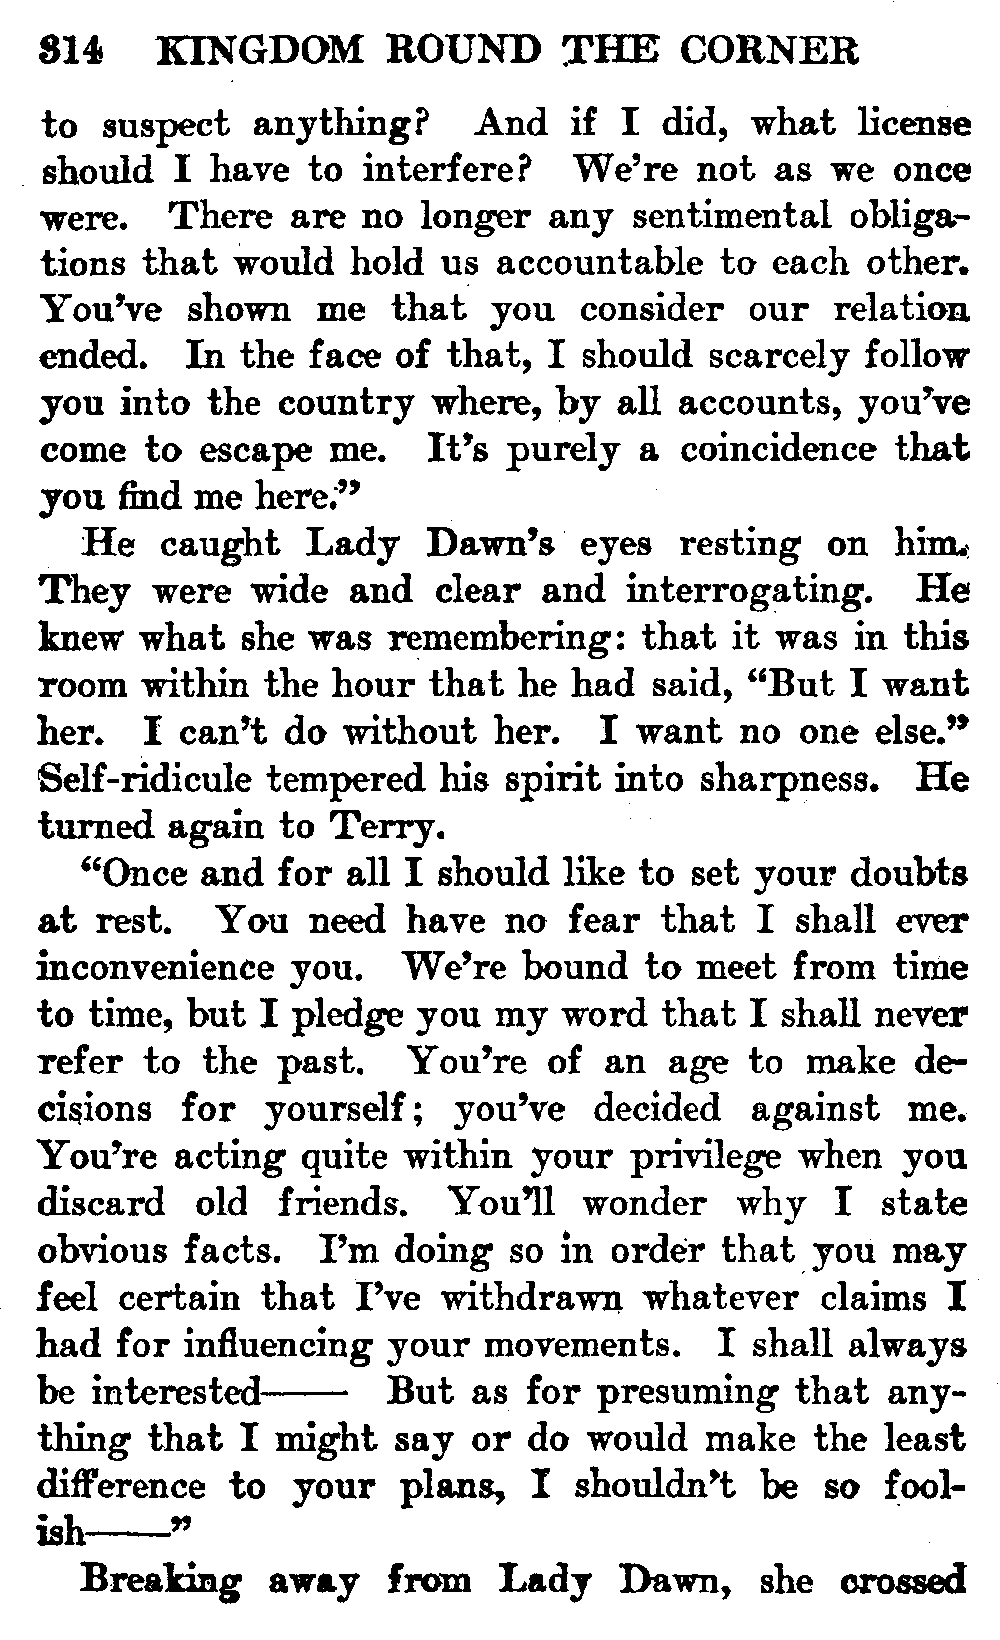 314 KINGDOM ROUND THE CORNER
to suspect anything? And if I did, what license
should I have to interfere? We're not as we once
were. There are no longer any sentimental obliga-
tions that would hold us accountable to each other.
You've shown me that you consider our relation
ended. In the face of that, I should scarcely follow
you into the country where, by all accounts, you've
come to escape me. It's purely a coincidence that
you find me here."
He caught Lady Dawn's eyes resting on him.
They were wide and clear and interrogating. He
knew what she was remembering: that it was in this
room within the hour that he had said, "But I want
her. I can't do without her. I want no one else."
Self-ridicule tempered his spirit into sharpness. He
turned again to Terry.
"Once and for all I should like to set your doubts
at rest. You need have no fear that I shall ever
inconvenience you. We're bound to meet from time
to time, but I pledge you my word that I shall never
refer to the past. You're of an age to make de-
cisions for yourself; you've decided against me.
You're acting quite within your privilege when you
discard old friends. You'll wonder why I state
obvious facts. I'm doing so in order that you may
feel certain that I've withdrawn whatever claims I
had for influencing your movements. I shall always
be interested—— But as for presuming that any-
thing that I might say or do would make the least
difference to your plans, I shouldn't be so fool-
ish——"
Breaking away from Lady Dawn, she crossed